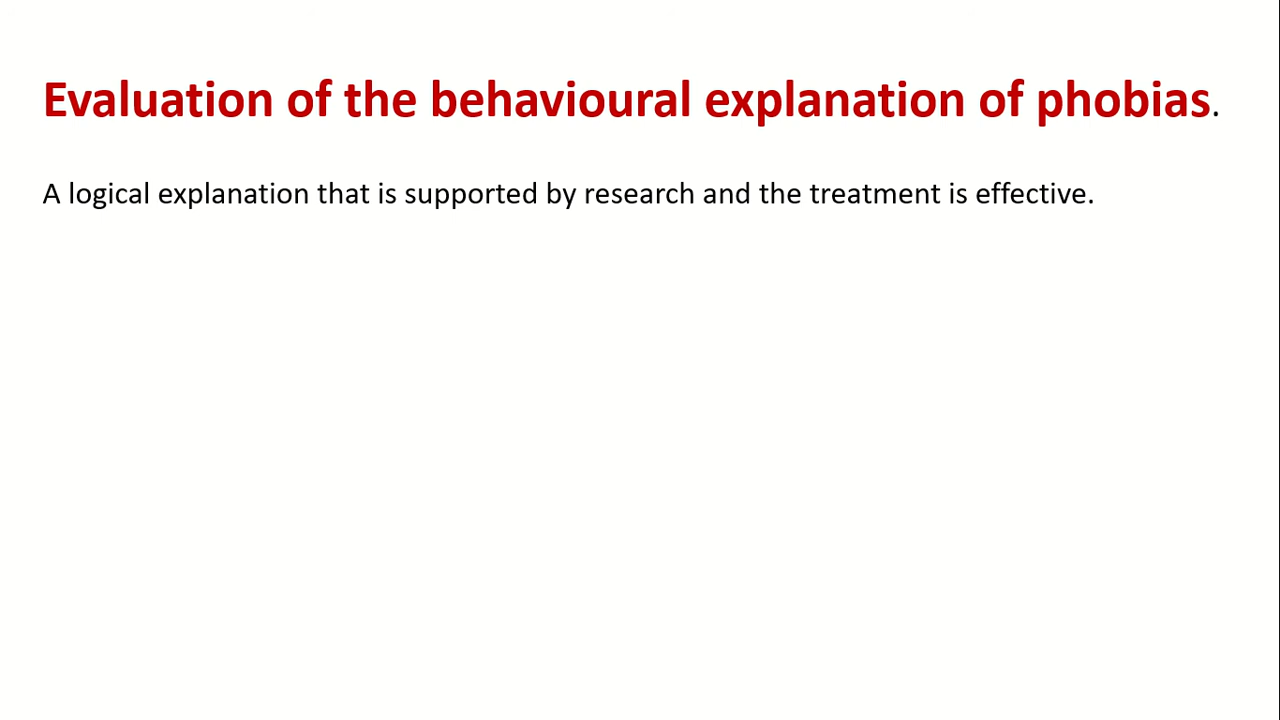 Evaluation of the behavioural explanation of phobias.
A logical explanation that is supported by research and the treatment is effective.